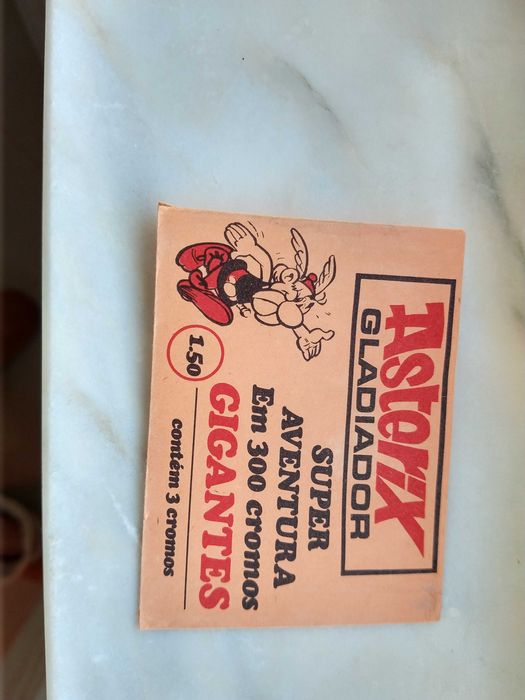 Asterix
GLADIADOR
SUPER
AVENTURA
Em 300 cromos
GIGANTES
1.50
contém 3 cromos